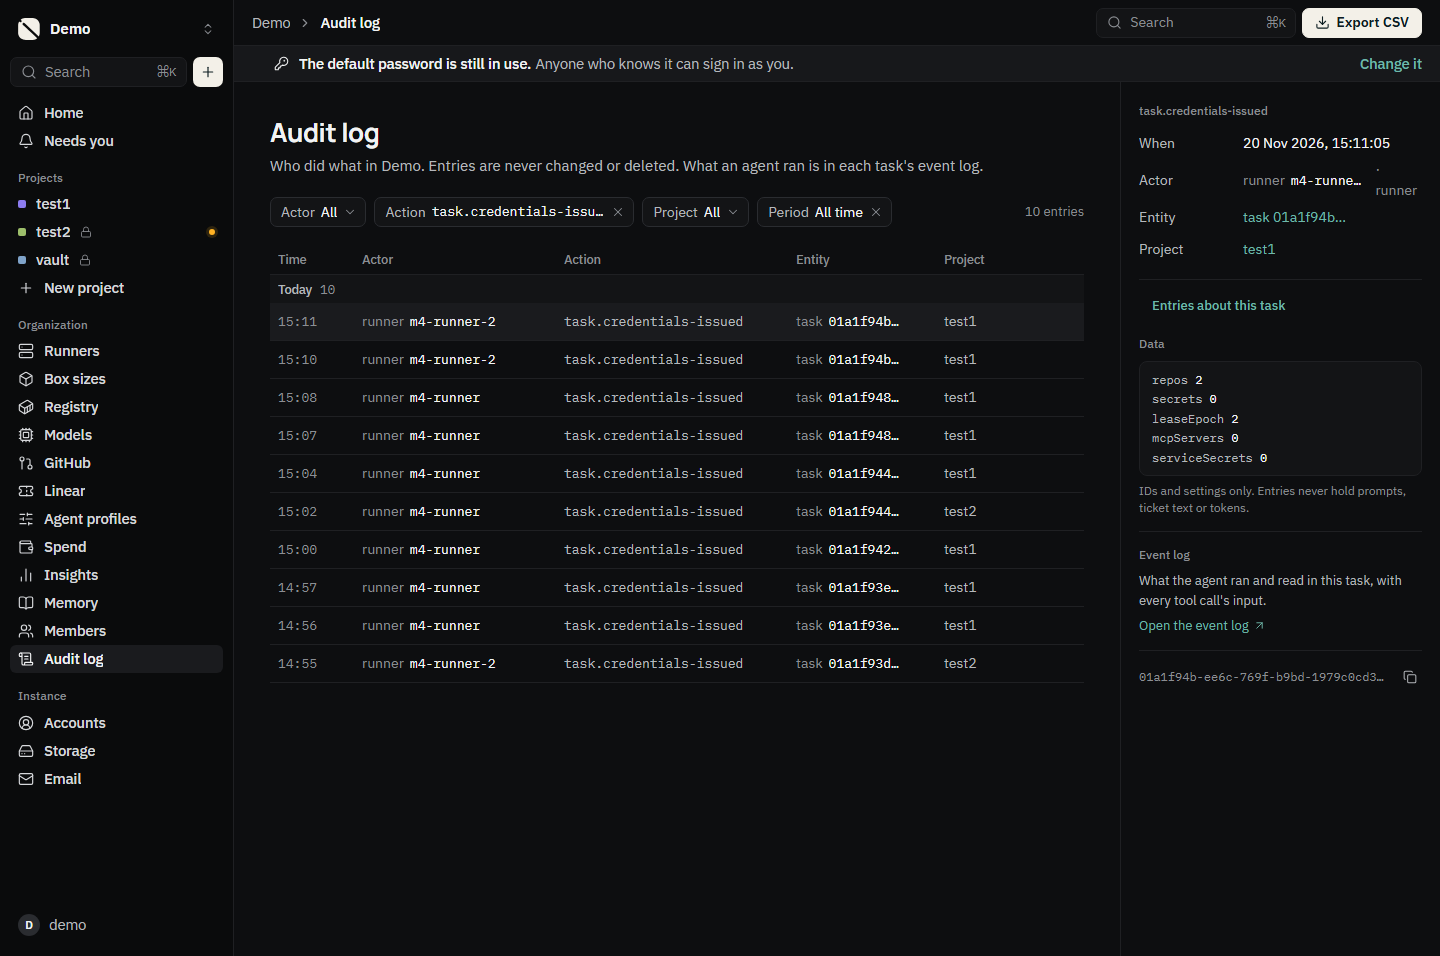 Demo
Search ⌘K
Home
Needs you
Projects
test1
test2
vault
New project
Organization
Runners
Box sizes
Registry
Models
GitHub
Linear
Agent profiles
Spend
Insights
Memory
Members
Audit log
Instance
Accounts
Storage
Email
D demo
Demo > Audit log
Search ⌘K
Export CSV
The default password is still in use. Anyone who knows it can sign in as you.
Change it
Audit log
Who did what in Demo. Entries are never changed or deleted. What an agent ran is in each task's event log.
Actor All Action task.credentials-issu… Project All Period All time 10 entries
Time Actor Action Entity Project
Today 10
15:11 runner m4-runner-2 task.credentials-issued task 01a1f94b… test1
15:10 runner m4-runner-2 task.credentials-issued task 01a1f94b… test1
15:08 runner m4-runner task.credentials-issued task 01a1f948… test1
15:07 runner m4-runner task.credentials-issued task 01a1f948… test1
15:04 runner m4-runner task.credentials-issued task 01a1f944… test1
15:02 runner m4-runner task.credentials-issued task 01a1f944… test2
15:00 runner m4-runner task.credentials-issued task 01a1f942… test1
14:57 runner m4-runner task.credentials-issued task 01a1f93e… test1
14:56 runner m4-runner task.credentials-issued task 01a1f93e… test1
14:55 runner m4-runner-2 task.credentials-issued task 01a1f93d… test2
task.credentials-issued
When 20 Nov 2026, 15:11:05
Actor runner m4-runne… · runner
Entity task 01a1f94b…
Project test1
Entries about this task
Data
repos 2
secrets 0
leaseEpoch 2
mcpServers 0
serviceSecrets 0
IDs and settings only. Entries never hold prompts,
ticket text or tokens.
Event log
What the agent ran and read in this task, with
every tool call's input.
Open the event log
01a1f94b-ee6c-769f-b9bd-1979c0cd3…